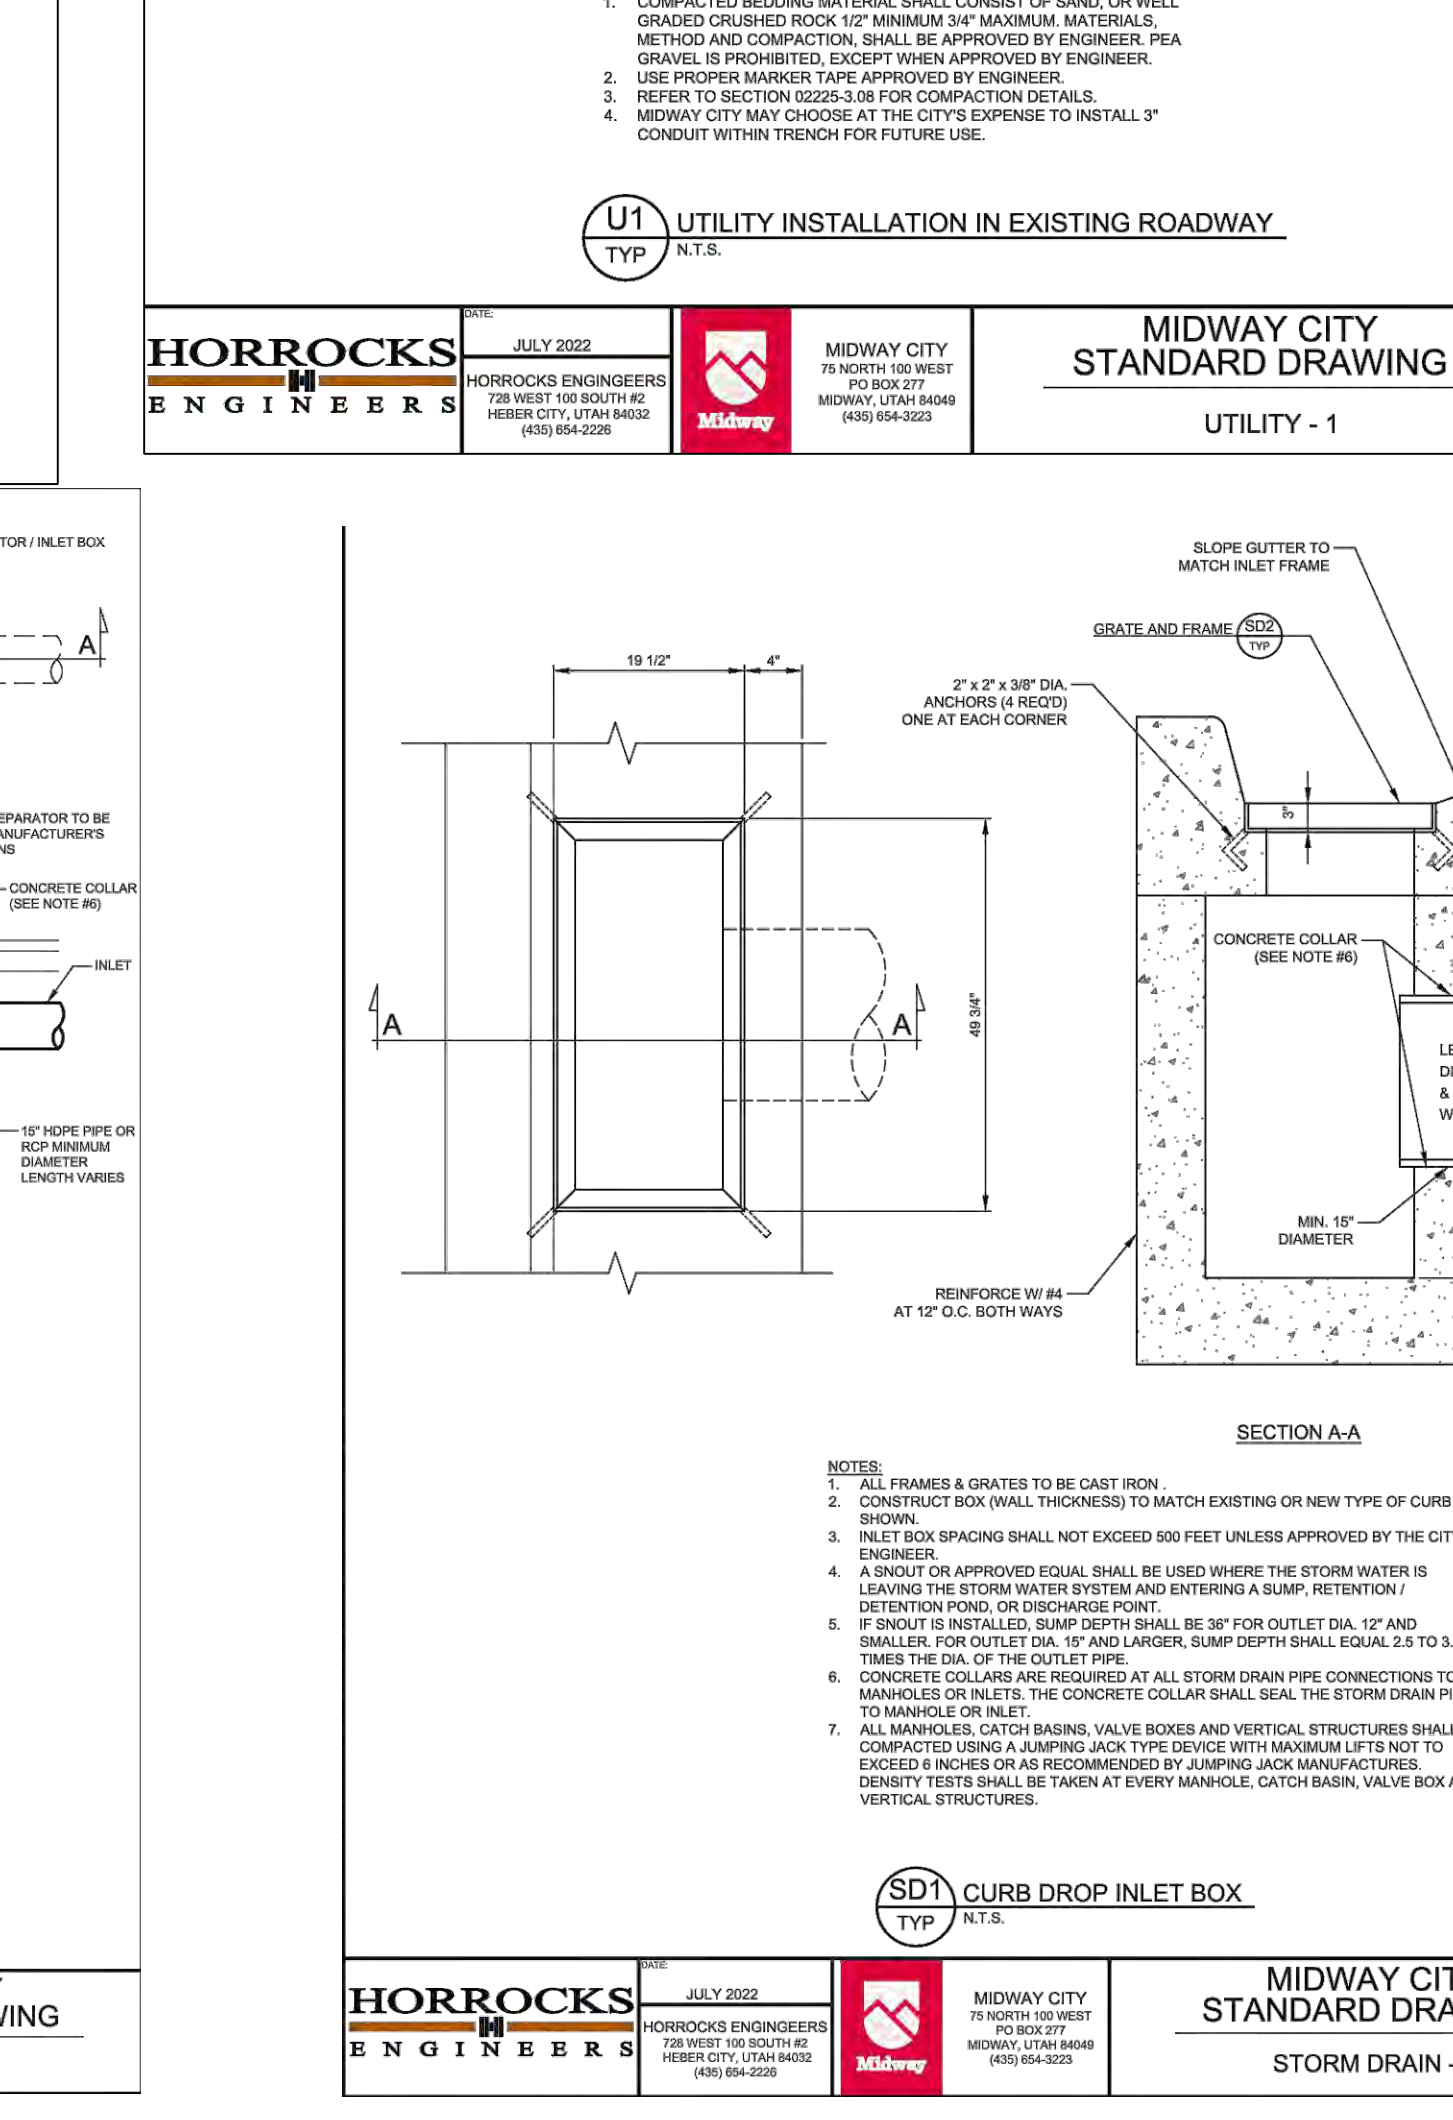 1. COMPACTED BEDDING MATERIAL SHALL CONSIST OF SAND, OR WELL
GRADED CRUSHED ROCK 1/2" MINIMUM 3/4" MAXIMUM. MATERIALS,
METHOD AND COMPACTION, SHALL BE APPROVED BY ENGINEER. PEA
GRAVEL IS PROHIBITED, EXCEPT WHEN APPROVED BY ENGINEER.
2. USE PROPER MARKER TAPE APPROVED BY ENGINEER.
3. REFER TO SECTION 02225-3.08 FOR COMPACTION DETAILS.
4. MIDWAY CITY MAY CHOOSE AT THE CITY'S EXPENSE TO INSTALL 3"
CONDUIT WITHIN TRENCH FOR FUTURE USE.
U1
TYP
UTILITY INSTALLATION IN EXISTING ROADWAY
N.T.S.
HORROCKS
ENGINEERS
DATE:
JULY 2022
HORROCKS ENGINGEERS
728 WEST 100 SOUTH #2
HEBER CITY, UTAH 84032
(435) 654-2226
Midway
MIDWAY CITY
75 NORTH 100 WEST
PO BOX 277
MIDWAY, UTAH 84049
(435) 654-3223
MIDWAY CITY
STANDARD DRAWING
UTILITY - 1
TOR / INLET BOX
A
EPARATOR TO BE
ANUFACTURER'S
NS
CONCRETE COLLAR
(SEE NOTE #6)
INLET
15" HDPE PIPE OR
RCP MINIMUM
DIAMETER
LENGTH VARIES
WING
19 1/2"
4"
A
A
49 3/4"
SLOPE GUTTER TO
MATCH INLET FRAME
GRATE AND FRAME
SD2
TYP
2" x 2" x 3/8" DIA.
ANCHORS (4 REQ'D)
ONE AT EACH CORNER
3"
CONCRETE COLLAR
(SEE NOTE #6)
LE
DI
&
W
MIN. 15"
DIAMETER
REINFORCE W/ #4
AT 12" O.C. BOTH WAYS
SECTION A-A
NOTES:
1. ALL FRAMES & GRATES TO BE CAST IRON .
2. CONSTRUCT BOX (WALL THICKNESS) TO MATCH EXISTING OR NEW TYPE OF CURB
SHOWN.
3. INLET BOX SPACING SHALL NOT EXCEED 500 FEET UNLESS APPROVED BY THE CIT
ENGINEER.
4. A SNOUT OR APPROVED EQUAL SHALL BE USED WHERE THE STORM WATER IS
LEAVING THE STORM WATER SYSTEM AND ENTERING A SUMP, RETENTION /
DETENTION POND, OR DISCHARGE POINT.
5. IF SNOUT IS INSTALLED, SUMP DEPTH SHALL BE 36" FOR OUTLET DIA. 12" AND
SMALLER. FOR OUTLET DIA. 15" AND LARGER, SUMP DEPTH SHALL EQUAL 2.5 TO 3.
TIMES THE DIA. OF THE OUTLET PIPE.
6. CONCRETE COLLARS ARE REQUIRED AT ALL STORM DRAIN PIPE CONNECTIONS TO
MANHOLES OR INLETS. THE CONCRETE COLLAR SHALL SEAL THE STORM DRAIN PI
TO MANHOLE OR INLET.
7. ALL MANHOLES, CATCH BASINS, VALVE BOXES AND VERTICAL STRUCTURES SHALL
COMPACTED USING A JUMPING JACK TYPE DEVICE WITH MAXIMUM LIFTS NOT TO
EXCEED 6 INCHES OR AS RECOMMENDED BY JUMPING JACK MANUFACTURES.
DENSITY TESTS SHALL BE TAKEN AT EVERY MANHOLE, CATCH BASIN, VALVE BOX A
VERTICAL STRUCTURES.
SD1
TYP
CURB DROP INLET BOX
N.T.S.
HORROCKS
ENGINEERS
DATE:
JULY 2022
HORROCKS ENGINGEERS
728 WEST 100 SOUTH #2
HEBER CITY, UTAH 84032
(435) 654-2226
Midway
MIDWAY CITY
75 NORTH 100 WEST
PO BOX 277
MIDWAY, UTAH 84049
(435) 654-3223
MIDWAY CIT
STANDARD DRA
STORM DRAIN -